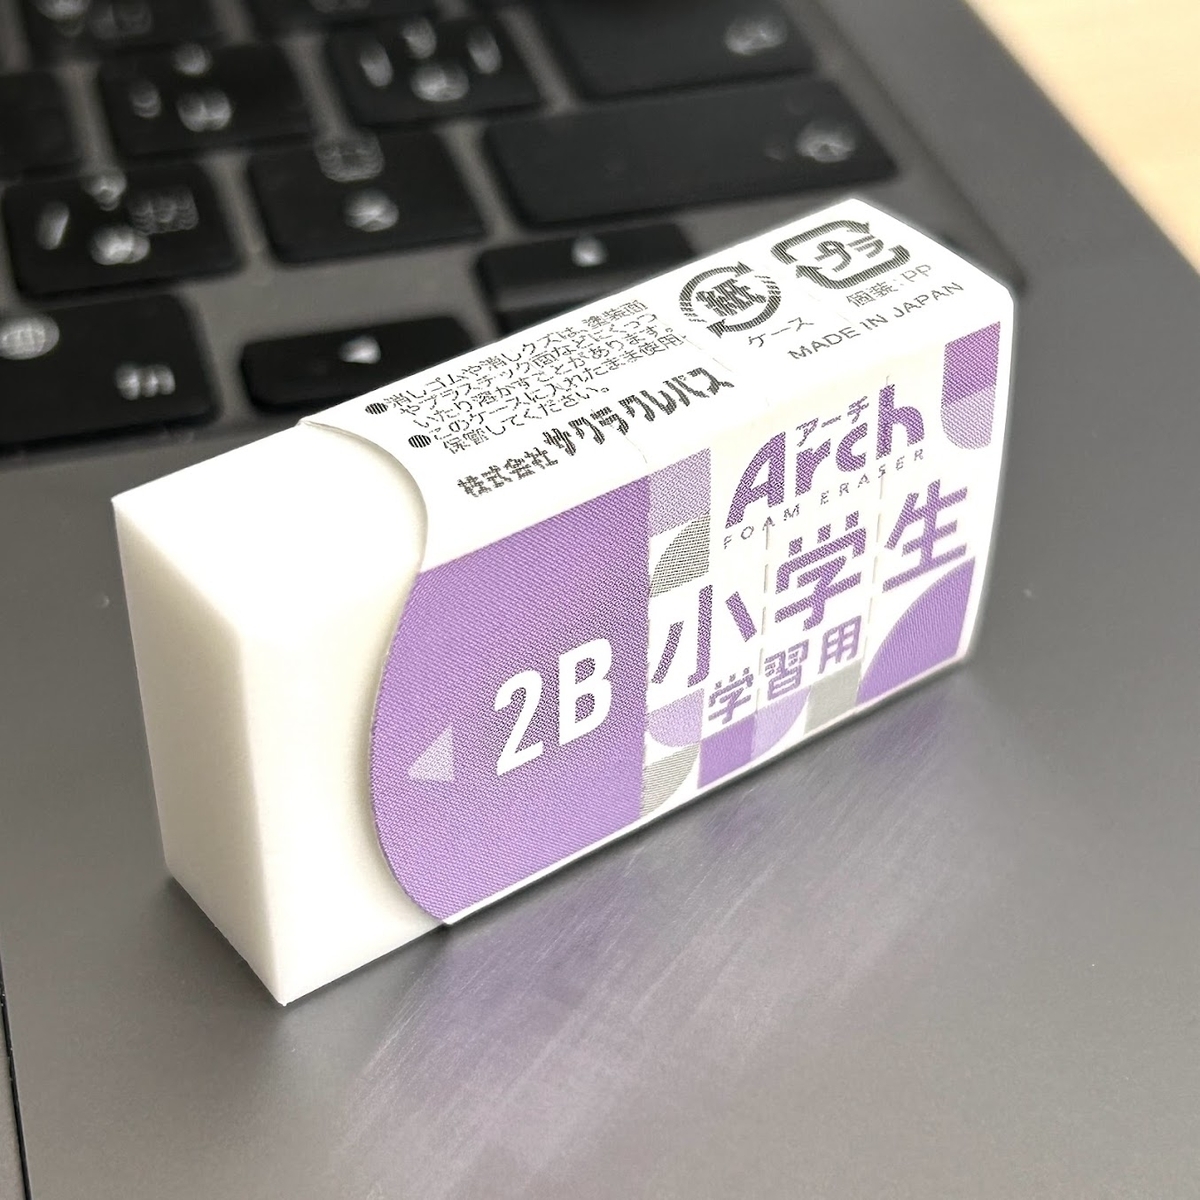 ●消しゴムや消しクズは、塗装面
やプラスチック面などにくっつ
いたり溶かすことがあります。
●このケースに入れたまま使用・
保管してください。
株式会社サクラクレパス
紙
ケース
プラ
個装:PP
MADE IN JAPAN
アーチ
Arch
FOAM ERASER
小学生
学習用
2B